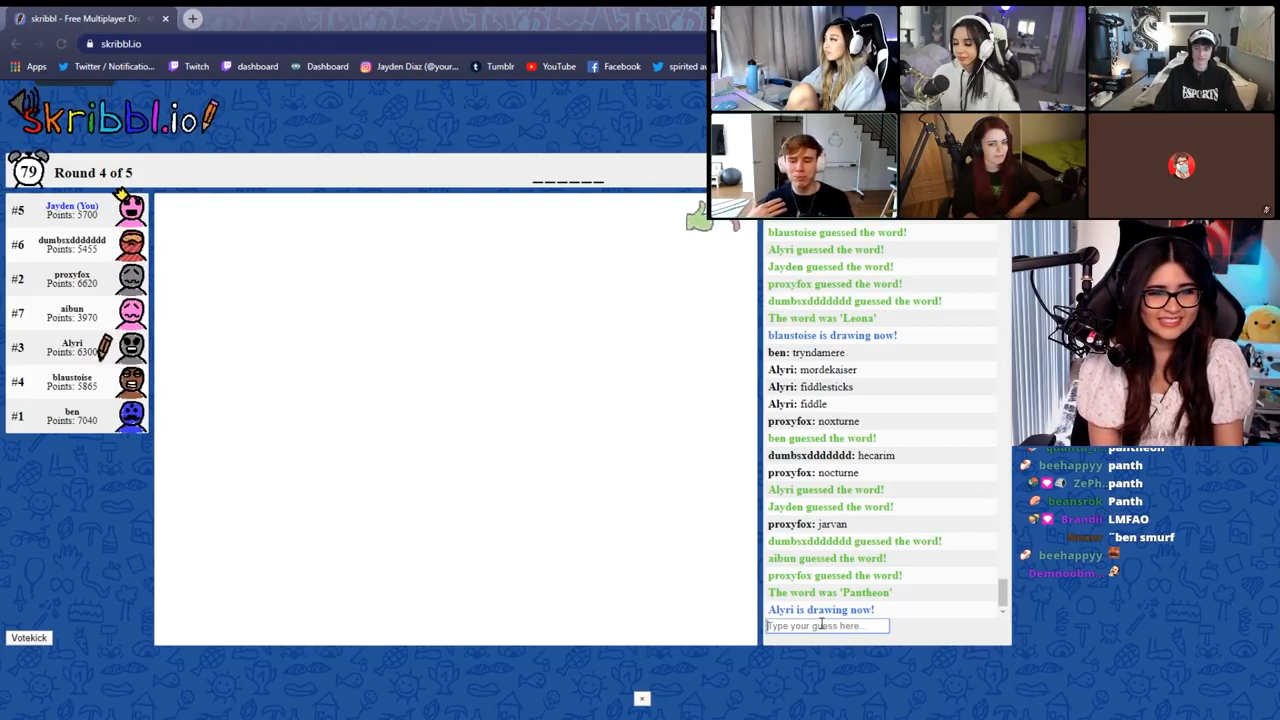 skribbl - Free Multiplayer Dr
skribbl.io
Apps
Twitter / Notificatio...
Twitch
dashboard
Dashboard
Jayden Diaz (@your...
Tumblr
YouTube
Facebook
spirited aw
skribbl.io
79
Round 4 of 5
______
#5
Jayden (You)
Points: 5700
#6
dumbsxddddddd
Points: 5455
#2
proxyfox
Points: 6620
#7
aibun
Points: 3970
#3
Alyri
Points: 6300
#4
blaustoise
Points: 5865
#1
ben
Points: 7040
Votekick
ESPORTS
blaustoise guessed the word!
Alyri guessed the word!
Jayden guessed the word!
proxyfox guessed the word!
dumbsxddddddd guessed the word!
The word was 'Leona'
blaustoise is drawing now!
ben: tryndamere
Alyri: mordekaiser
Alyri: fiddlesticks
Alyri: fiddle
proxyfox: noxturne
ben guessed the word!
dumbsxddddddd: hecarim
proxyfox: nocturne
Alyri guessed the word!
Jayden guessed the word!
proxyfox: jarvan
dumbsxddddddd guessed the word!
aibun guessed the word!
proxyfox guessed the word!
The word was 'Pantheon'
Alyri is drawing now!
Type your guess here...
pantheon
beehappyy panth
ZePh.. panth
beansrok Panth
Brandii LMFAO
Nexer ¨ben smurf
beehappyy
Demnoobm...